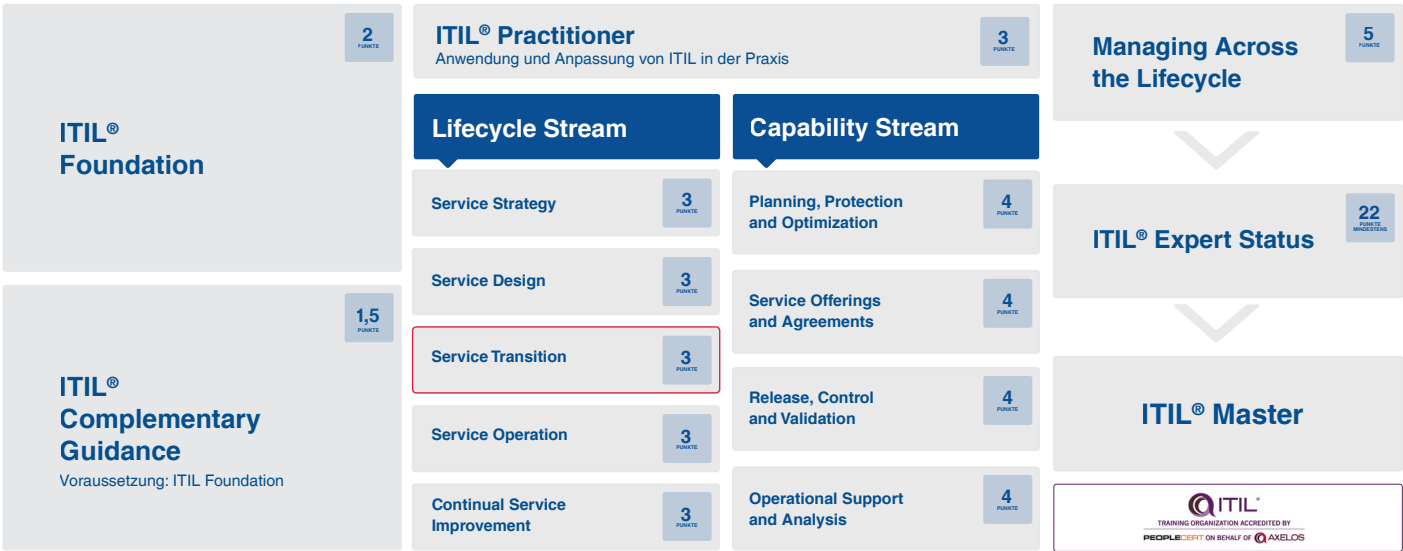 2
PUNKTE
ITIL®
Foundation
1,5
PUNKTE
ITIL®
Complementary
Guidance
Voraussetzung: ITIL Foundation
ITIL® Practitioner
Anwendung und Anpassung von ITIL in der Praxis
3
PUNKTE
Lifecycle Stream
Service Strategy
3
PUNKTE
Service Design
3
PUNKTE
Service Transition
3
PUNKTE
Service Operation
3
PUNKTE
Continual Service
Improvement
3
PUNKTE
Capability Stream
Planning, Protection
and Optimization
4
PUNKTE
Service Offerings
and Agreements
4
PUNKTE
Release, Control
and Validation
4
PUNKTE
Operational Support
and Analysis
4
PUNKTE
Managing Across
the Lifecycle
5
PUNKTE
ITIL® Expert Status
22
PUNKTE
MINDESTENS
ITIL® Master
ITIL®
TRAINING ORGANIZATION ACCREDITED BY
PEOPLECERT ON BEHALF OF AXELOS